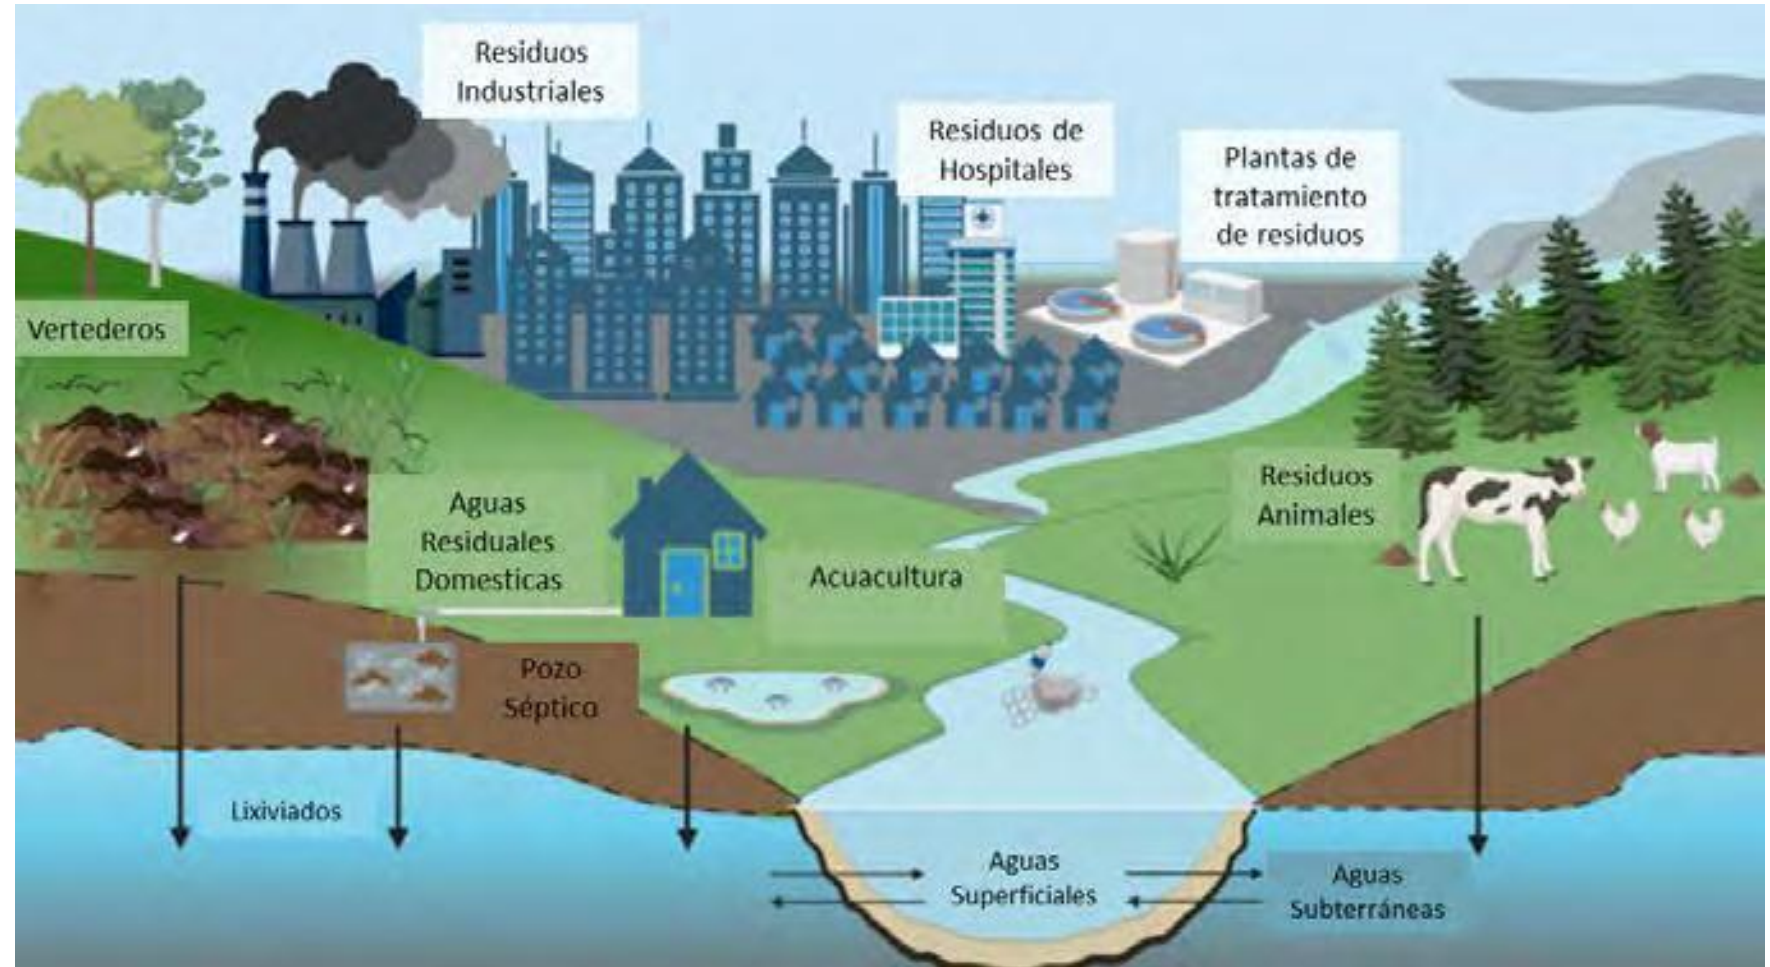 Residuos
Industriales
Residuos de
Hospitales
Plantas de
tratamiento
de residuos
Vertederos
Aguas
Residuales
Domesticas
Acuacultura
Residuos
Animales
Pozo
Séptico
Lixiviados
Aguas
Superficiales
Aguas
Subterráneas